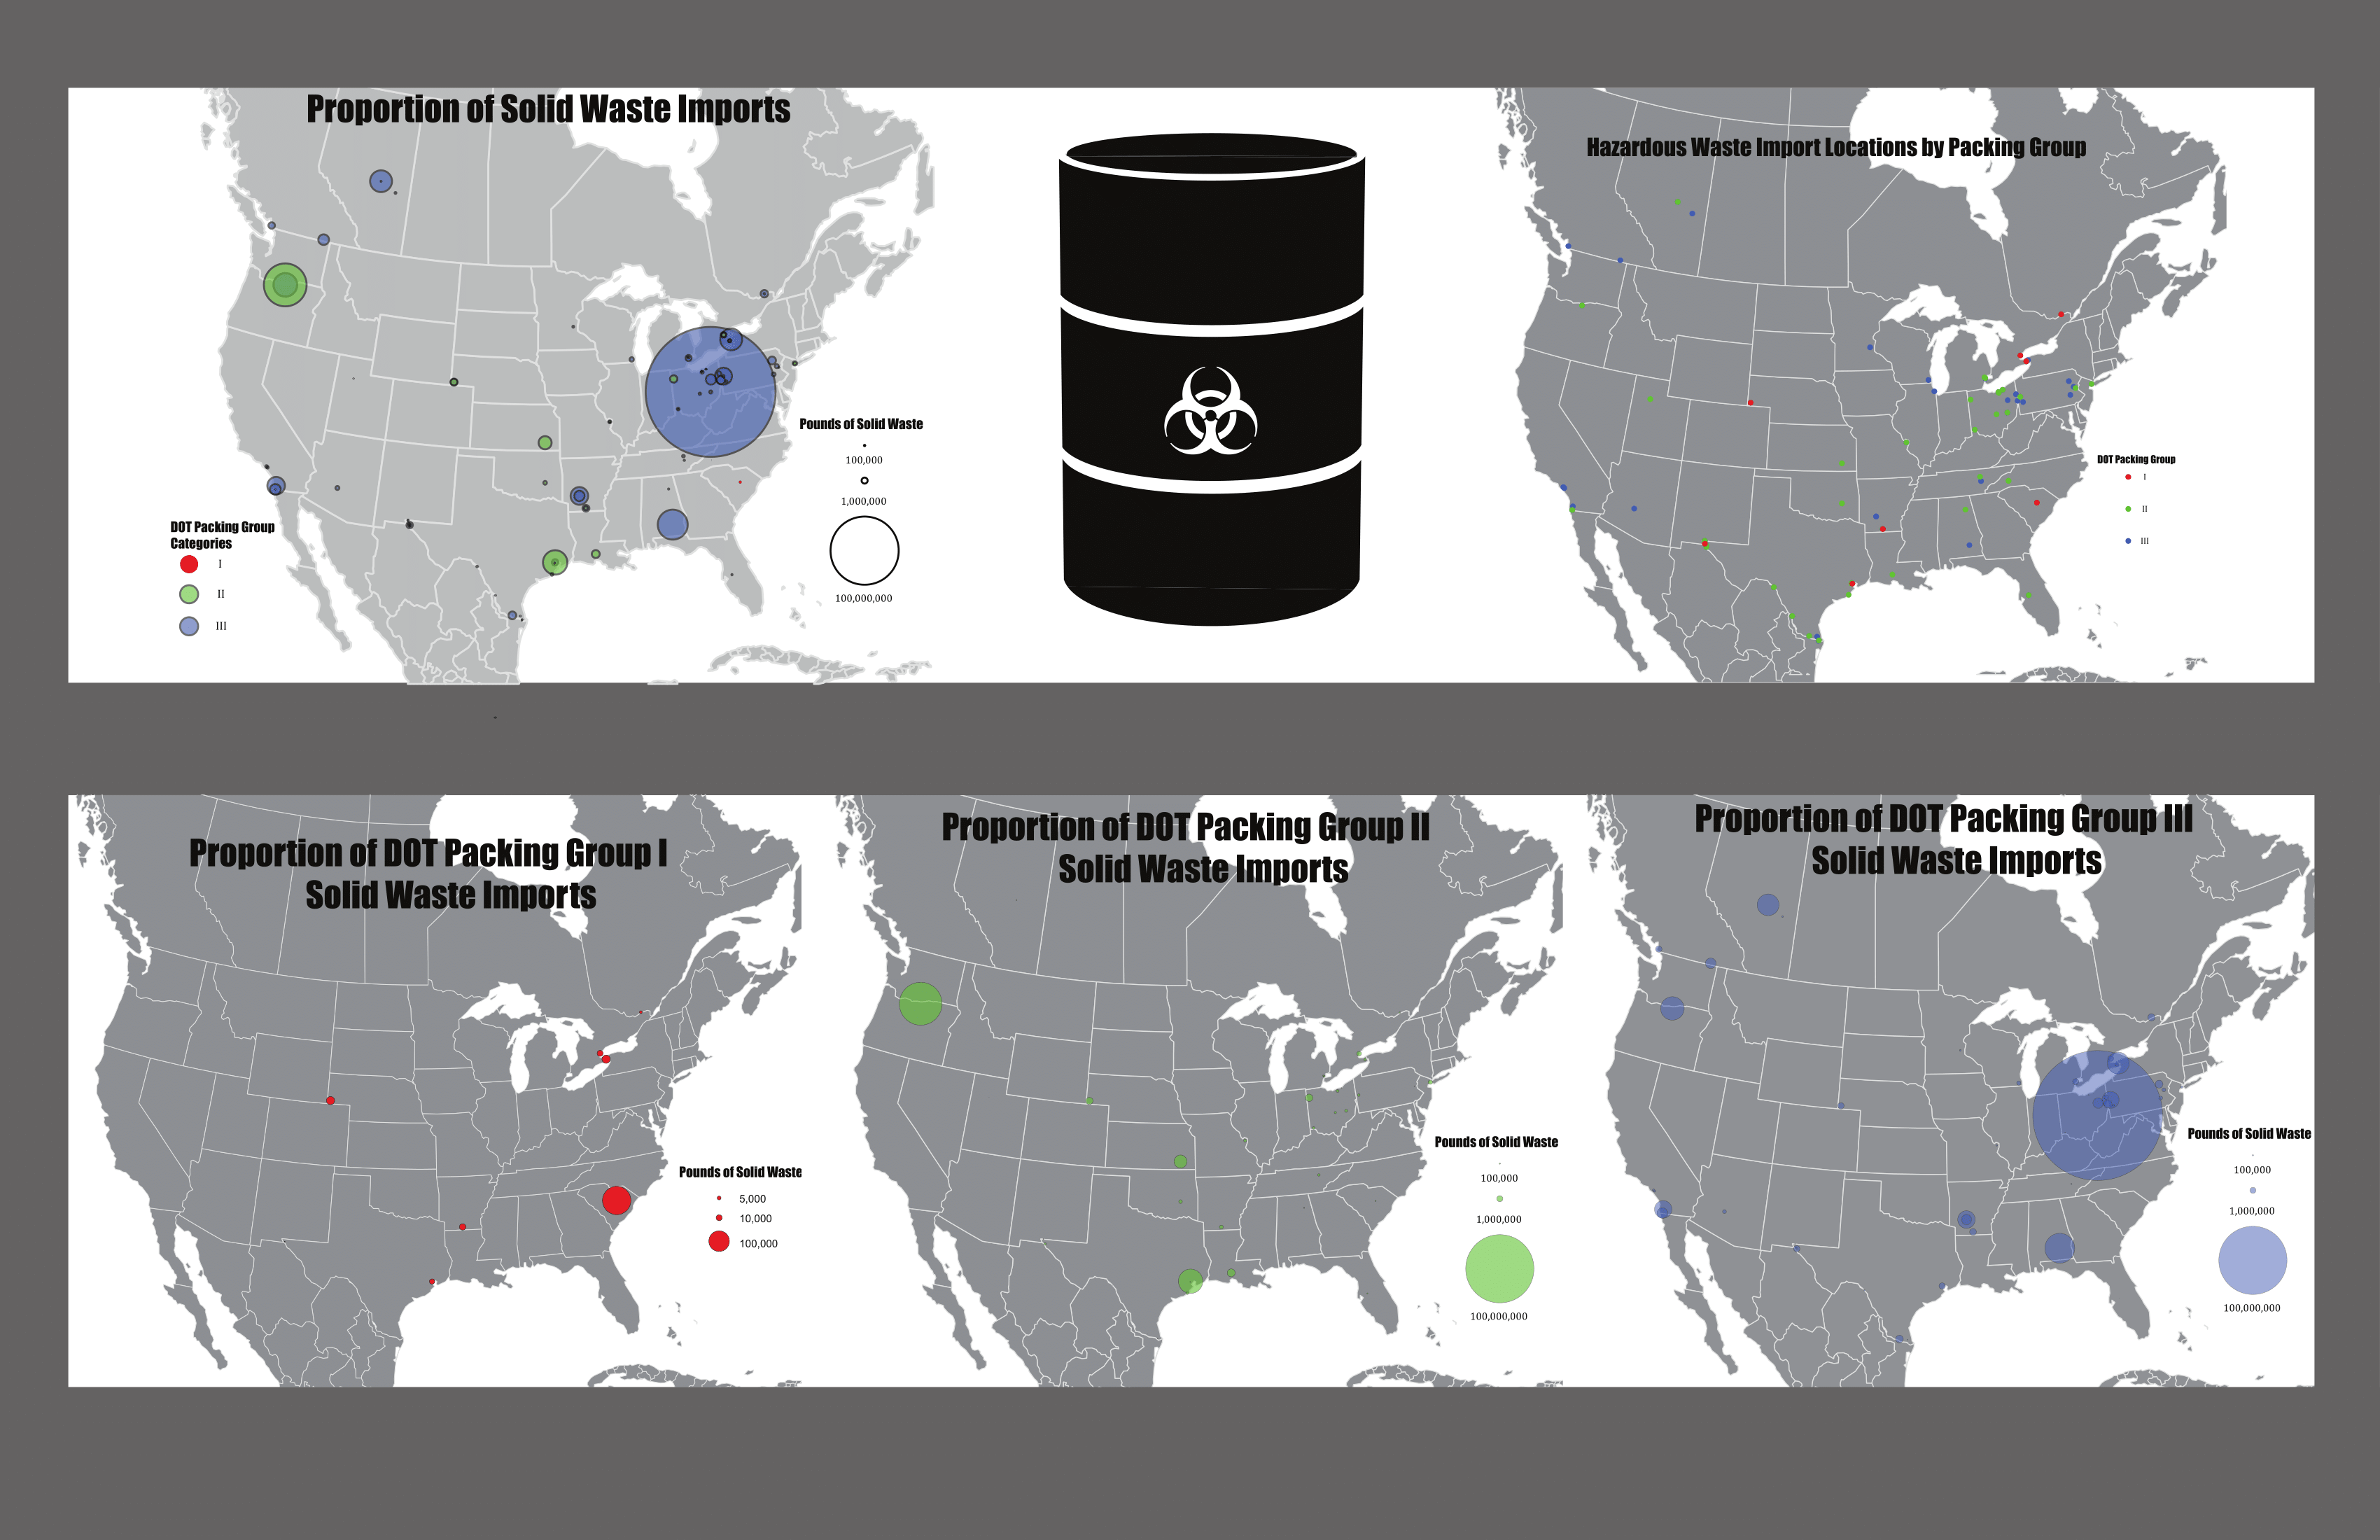 Proportion of Solid Waste Imports
Pounds of Solid Waste
100,000
1,000,000
100,000,000
DOT Packing Group
Categories
I
II
III
Hazardous Waste Import Locations by Packing Group
DOT Packing Group
I
II
III
Proportion of DOT Packing Group I
Solid Waste Imports
Pounds of Solid Waste
5,000
10,000
100,000
Proportion of DOT Packing Group II
Solid Waste Imports
Pounds of Solid Waste
100,000
1,000,000
100,000,000
Proportion of DOT Packing Group III
Solid Waste Imports
Pounds of Solid Waste
100,000
1,000,000
100,000,000